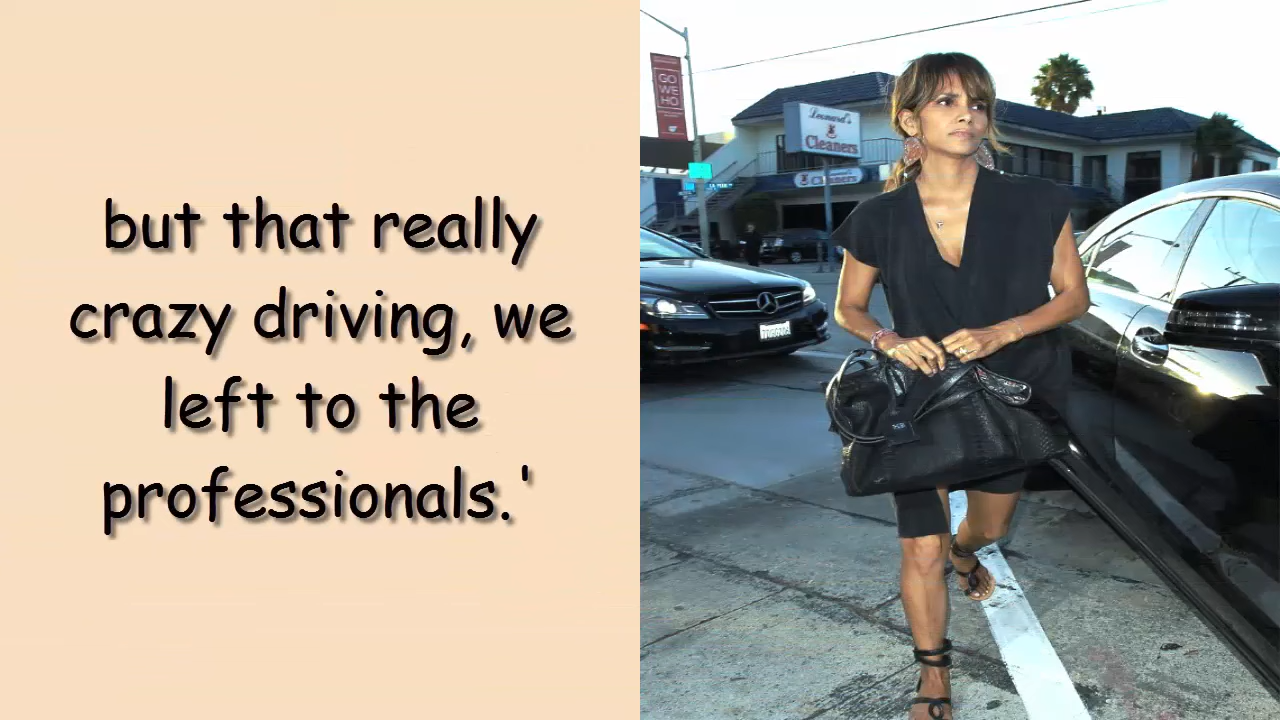 but that really
crazy driving, we
left to the
professionals.'
GO
WE
HO
Leonard's
Cleaners
Cleaners